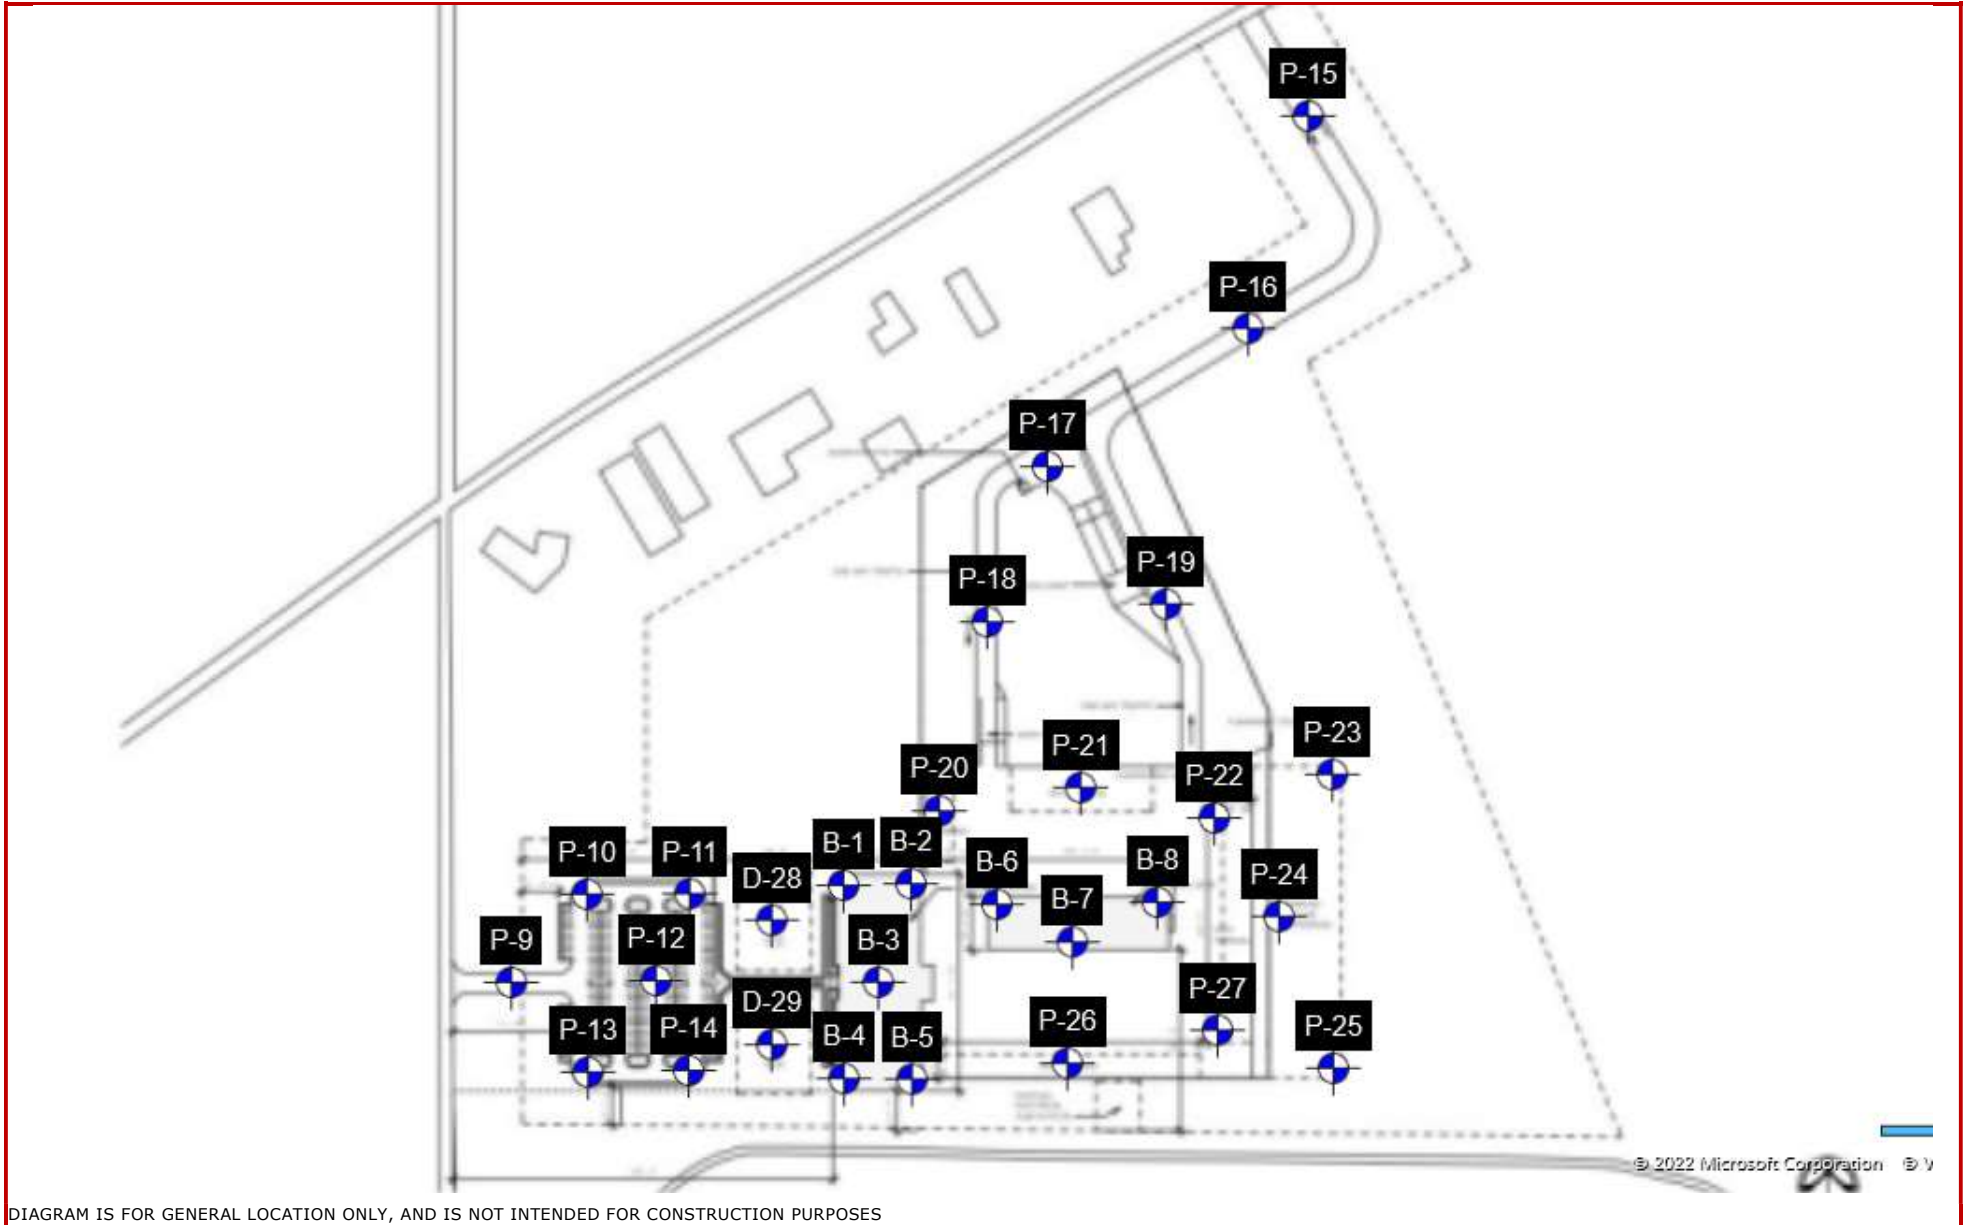 P-15
P-16
P-17
P-19
P-18
P-23
P-21
P-20
P-22
B-2
B-1
P-10
P-11
B-6
B-8
P-24
D-28
B-7
P-9
P-12
B-3
P-27
D-29
P-26
P-25
P-13
P-14
B-4
B-5
© 2022 Microsoft Corporation © V
DIAGRAM IS FOR GENERAL LOCATION ONLY, AND IS NOT INTENDED FOR CONSTRUCTION PURPOSES